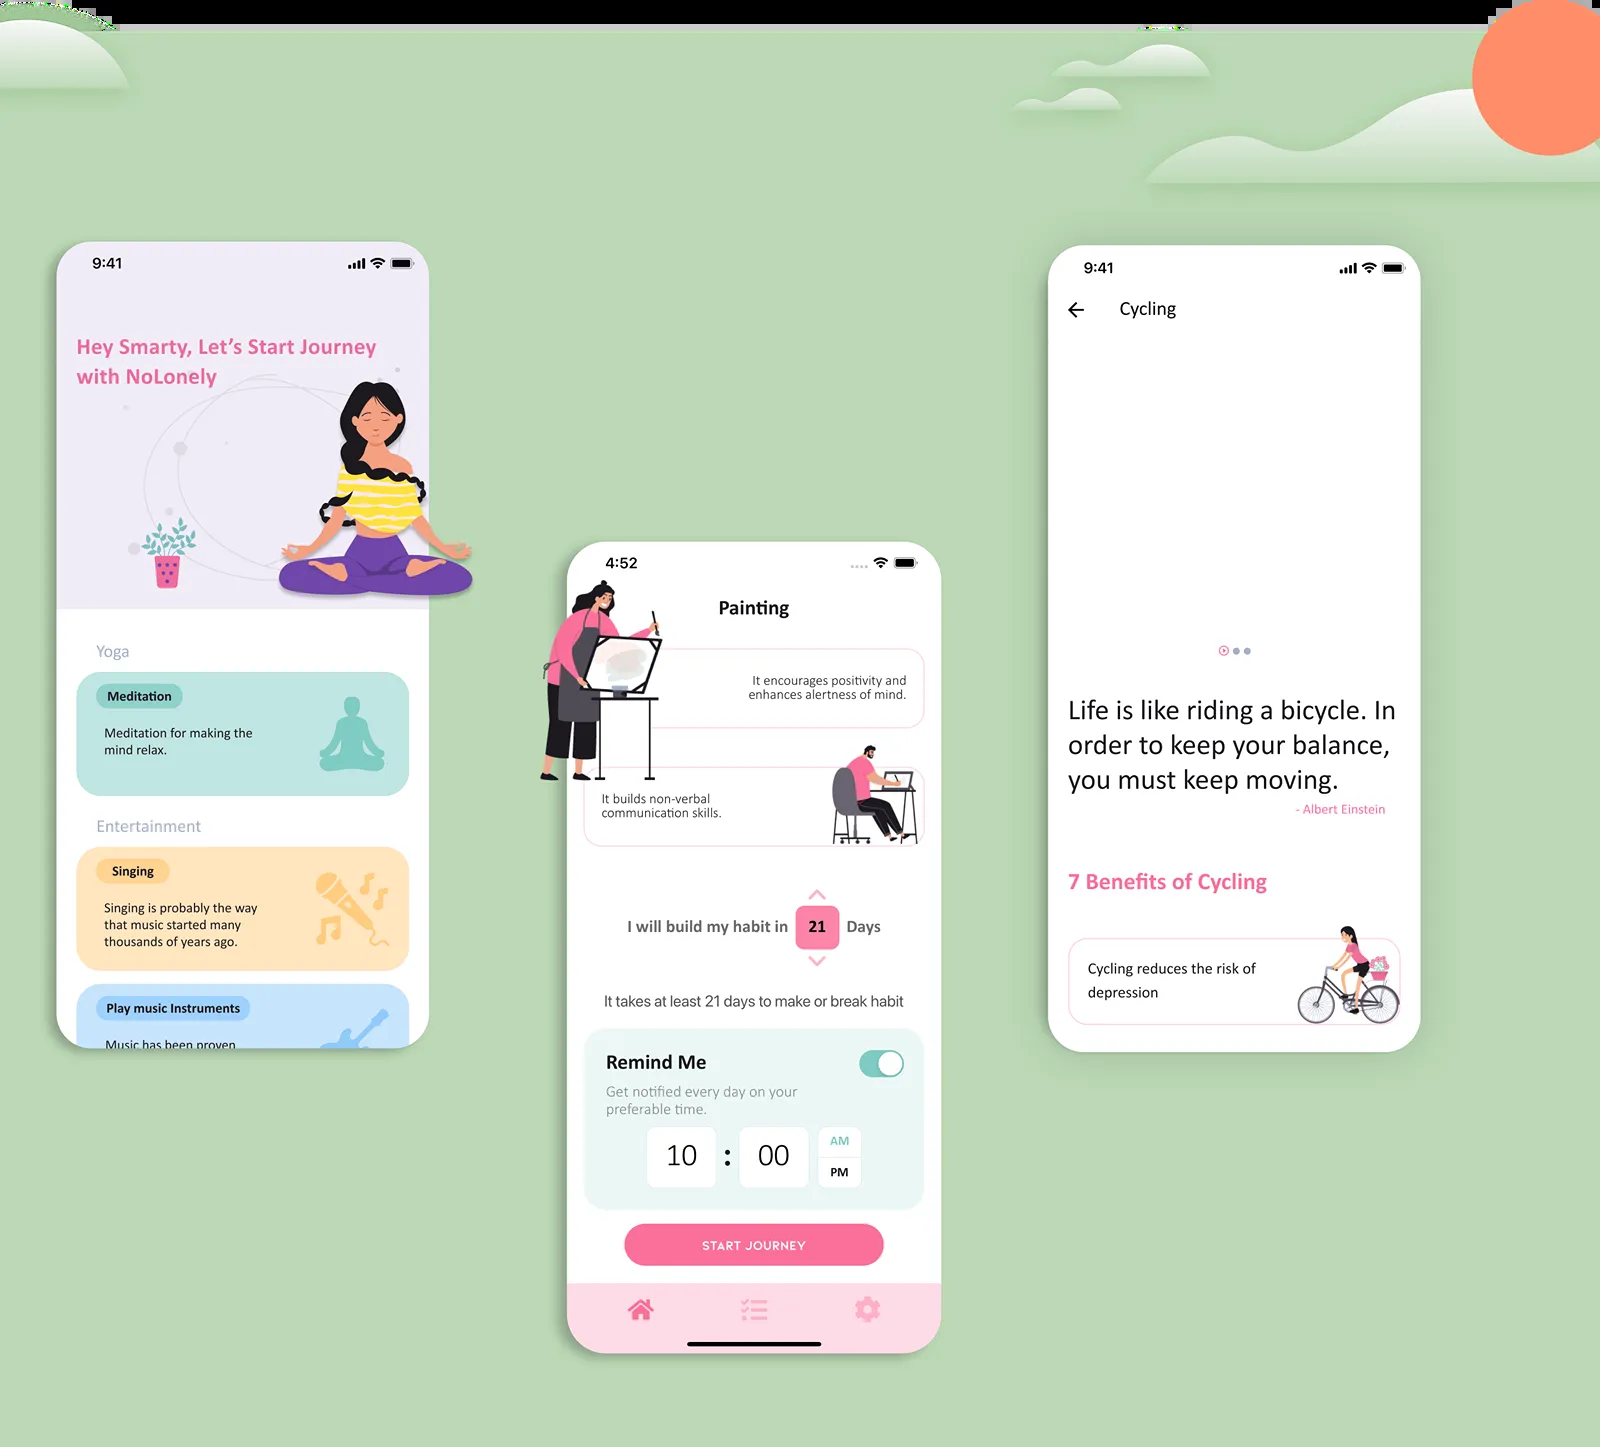 9:41
Hey Smarty, Let's Start Journey
with NoLonely
Yoga
Meditation
Meditation for making the
mind relax.
Entertainment
Singing
Singing is probably the way
that music started many
thousands of years ago.
Play music Instruments
Music has been proven
4:52
Painting
It encourages positivity and
enhances alertness of mind.
It builds non-verbal
communication skills.
I will build my habit in 21 Days
It takes at least 21 days to make or break habit
Remind Me
Get notified every day on your
preferable time.
10 : 00
AM
PM
START JOURNEY
9:41
Cycling
Life is like riding a bicycle. In
order to keep your balance,
you must keep moving.
- Albert Einstein
7 Benefits of Cycling
Cycling reduces the risk of
depression